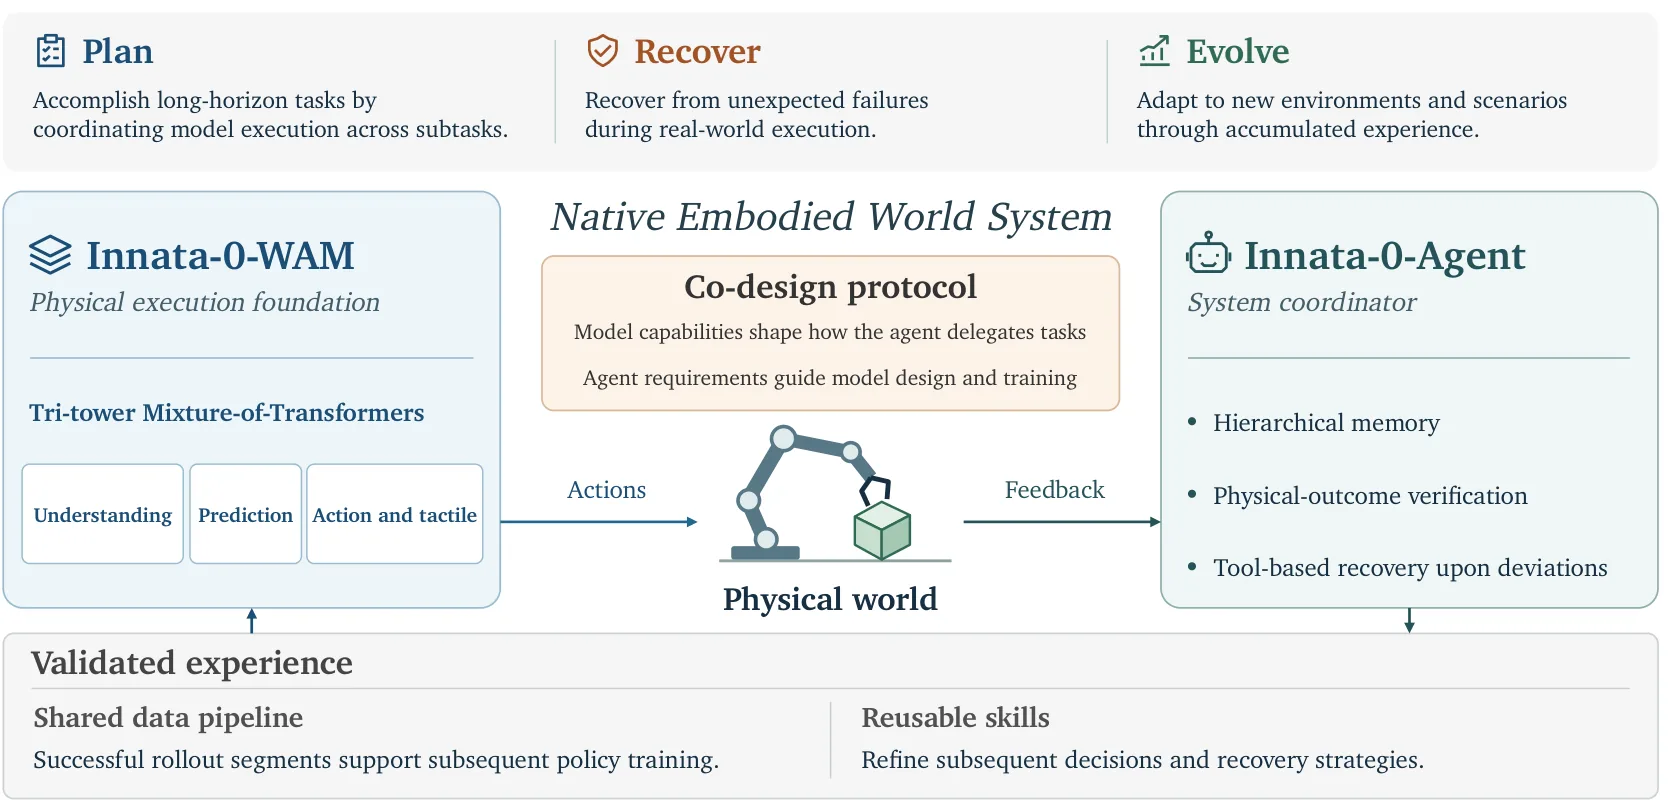 Plan
Accomplish long-horizon tasks by
coordinating model execution across subtasks.
Recover
Recover from unexpected failures
during real-world execution.
Evolve
Adapt to new environments and scenarios
through accumulated experience.
Innata-0-WAM
Physical execution foundation
Tri-tower Mixture-of-Transformers
Understanding
Prediction
Action and tactile
Native Embodied World System
Co-design protocol
Model capabilities shape how the agent delegates tasks
Agent requirements guide model design and training
Actions
Feedback
Physical world
Innata-0-Agent
System coordinator
• Hierarchical memory
• Physical-outcome verification
• Tool-based recovery upon deviations
Validated experience
Shared data pipeline
Successful rollout segments support subsequent policy training.
Reusable skills
Refine subsequent decisions and recovery strategies.